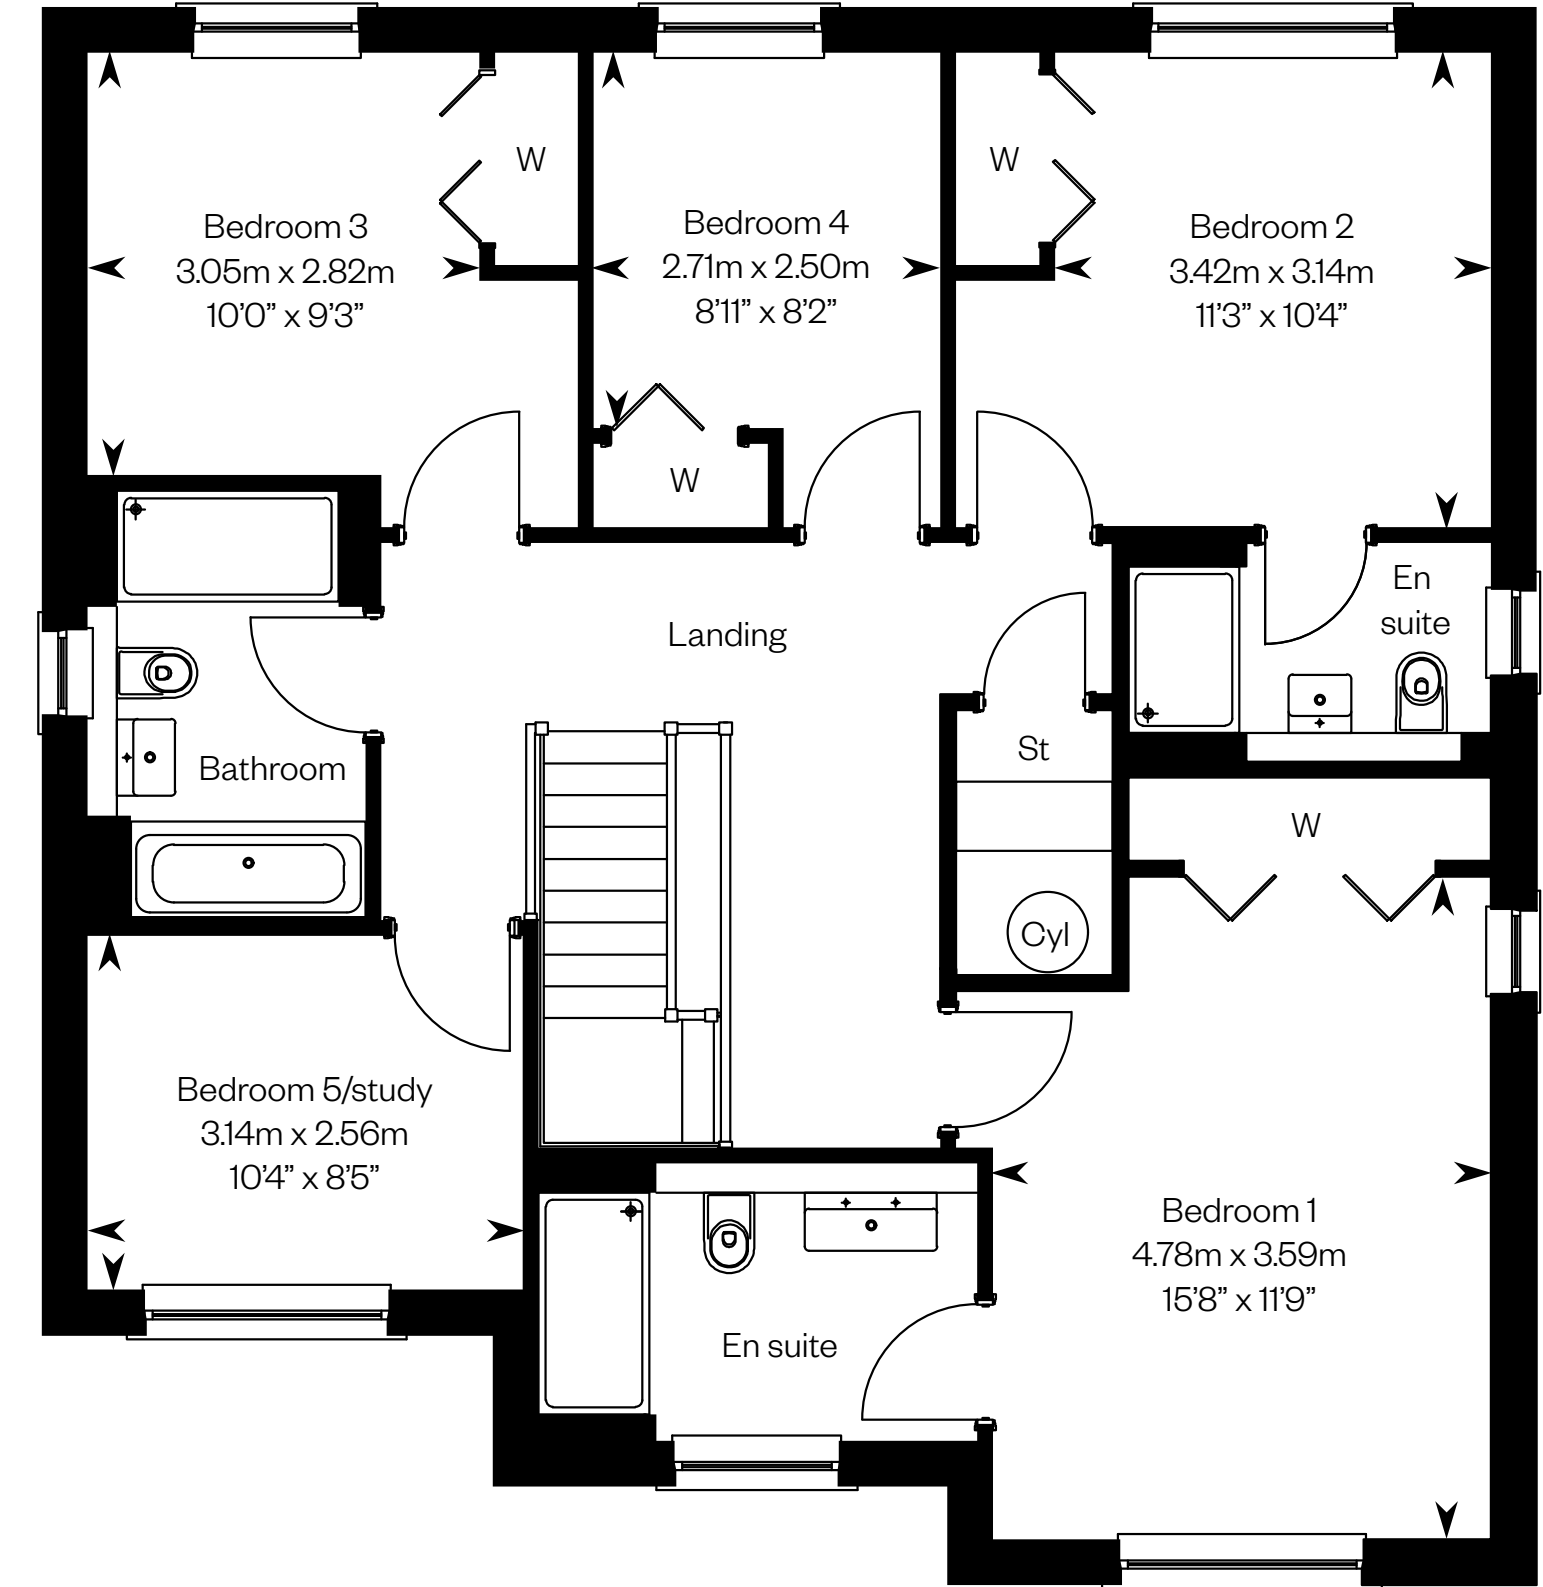 W
Bedroom 3
3.05m x 2.82m
10’0” x 9’3”
Bedroom 4
2.71m x 2.50m
8’11” x 8’2”
W
W
Bedroom 2
3.42m x 3.14m
11’3” x 10’4”
En
suite
Landing
Bathroom
St
W
Cyl
Bedroom 5/study
3.14m x 2.56m
10’4” x 8’5”
En suite
Bedroom 1
4.78m x 3.59m
15’8” x 11’9”